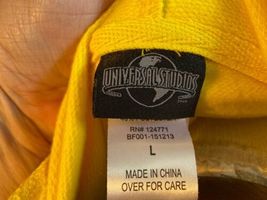 UNIVERSAL STUDIOS
RN# 124771
BF001-151213
L
MADE IN CHINA
OVER FOR CARE